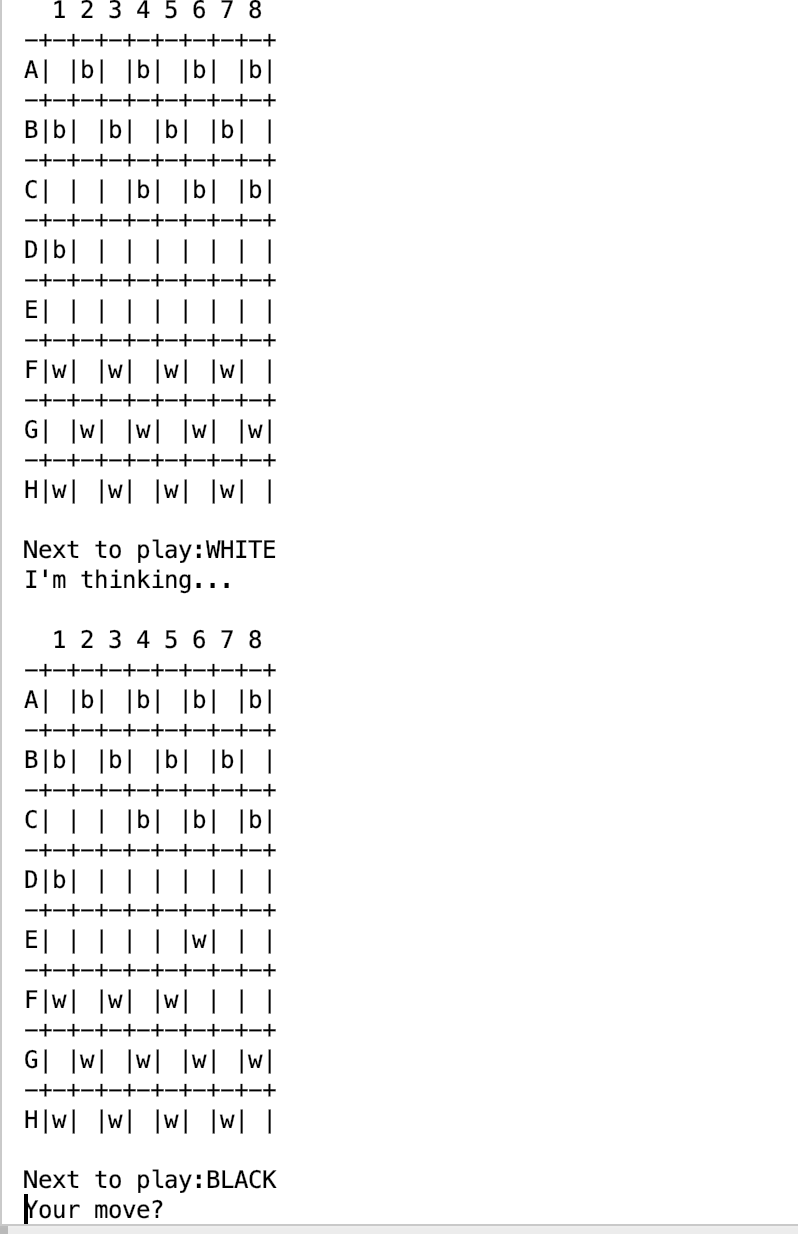 1 2 3 4 5 6 7 8
−+−+−+−+−+−+−+−+−+
A| |b| |b| |b| |b|
−+−+−+−+−+−+−+−+−+
B|b| |b| |b| |b| |
−+−+−+−+−+−+−+−+−+
C| | | |b| |b| |b|
−+−+−+−+−+−+−+−+−+
D|b| | | | | | | |
−+−+−+−+−+−+−+−+−+
E| | | | | | | | |
−+−+−+−+−+−+−+−+−+
F|w| |w| |w| |w| |
−+−+−+−+−+−+−+−+−+
G| |w| |w| |w| |w|
−+−+−+−+−+−+−+−+−+
H|w| |w| |w| |w| |
Next to play:WHITE
I'm thinking...
  1 2 3 4 5 6 7 8
−+−+−+−+−+−+−+−+−+
A| |b| |b| |b| |b|
−+−+−+−+−+−+−+−+−+
B|b| |b| |b| |b| |
−+−+−+−+−+−+−+−+−+
C| | | |b| |b| |b|
−+−+−+−+−+−+−+−+−+
D|b| | | | | | | |
−+−+−+−+−+−+−+−+−+
E| | | | | |w| | |
−+−+−+−+−+−+−+−+−+
F|w| |w| |w| | | |
−+−+−+−+−+−+−+−+−+
G| |w| |w| |w| |w|
−+−+−+−+−+−+−+−+−+
H|w| |w| |w| |w| |
Next to play:BLACK
Your move?